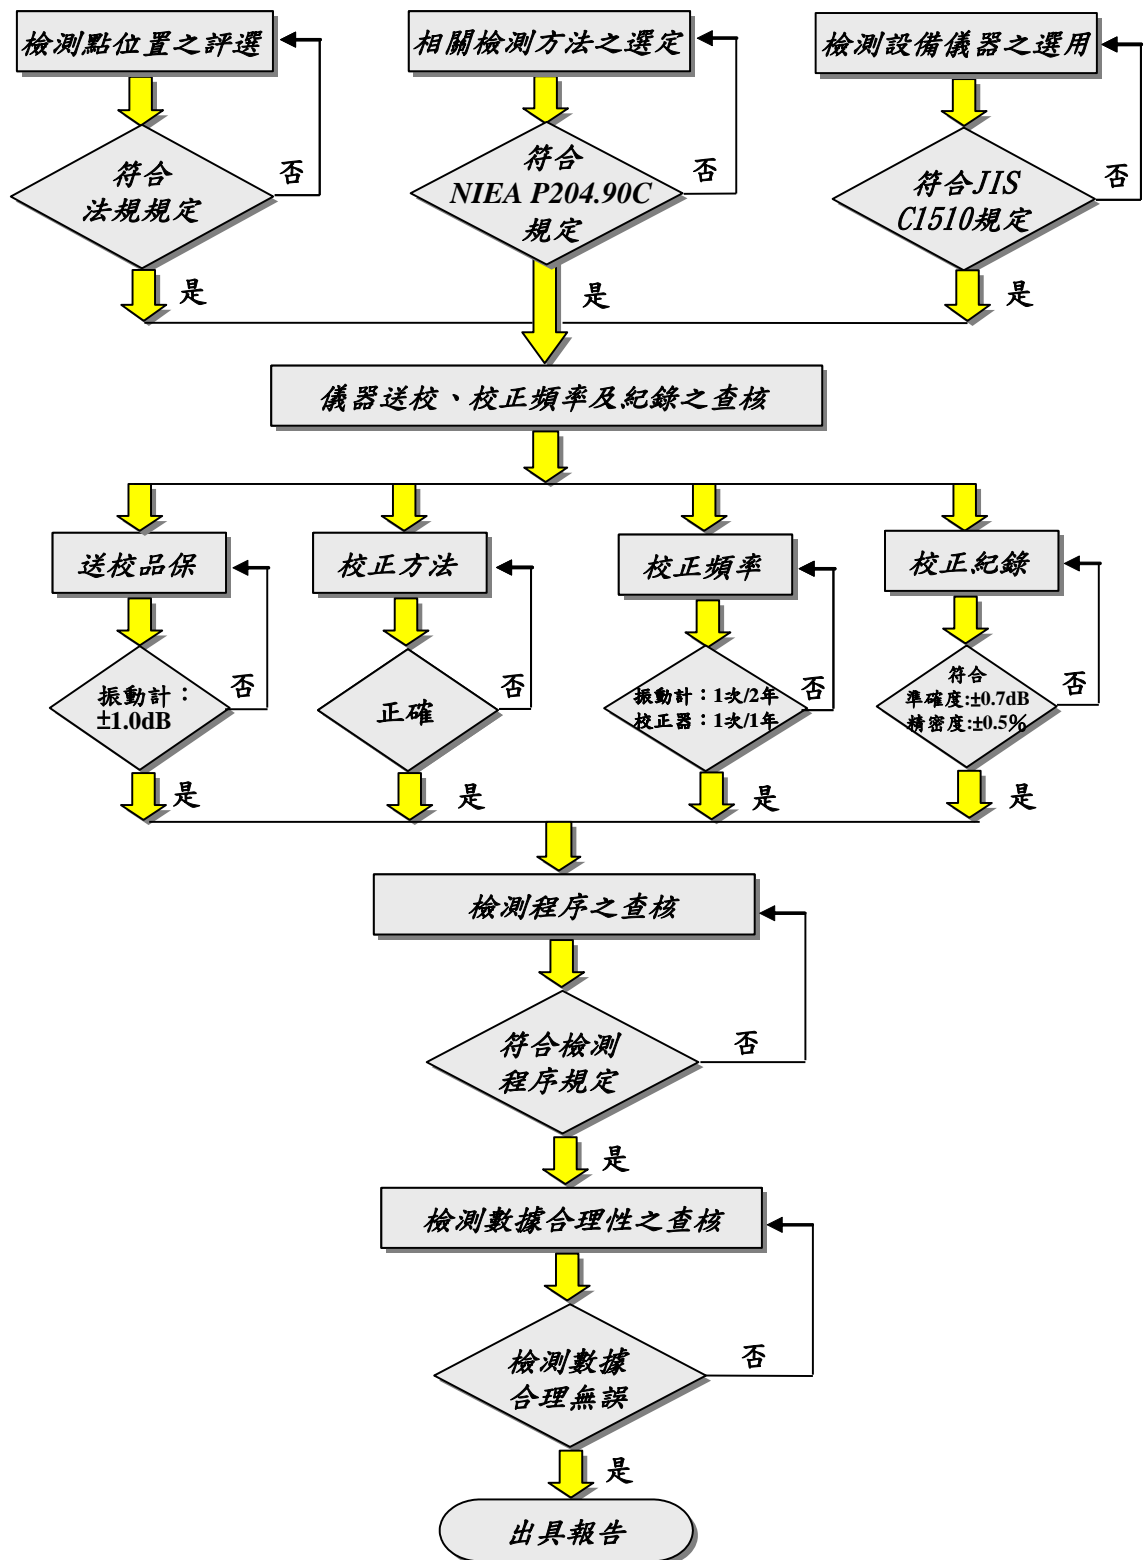 檢測點位置之評選
相關檢測方法之選定
檢測設備儀器之選用
符合
法規規定
否
符合
NIEA P204.90C
規定
否
符合JIS
C1510規定
否
是
是
是
儀器送校、校正頻率及紀錄之查核
送校品保
校正方法
校正頻率
校正紀錄
振動計：
±1.0dB
否
正確
否
振動計：1次/2年
校正器：1次/1年
否
符合
準確度:±0.7dB
精密度:±0.5%
否
是
是
是
是
檢測程序之查核
符合檢測
程序規定
否
是
檢測數據合理性之查核
檢測數據
合理無誤
否
是
出具報告